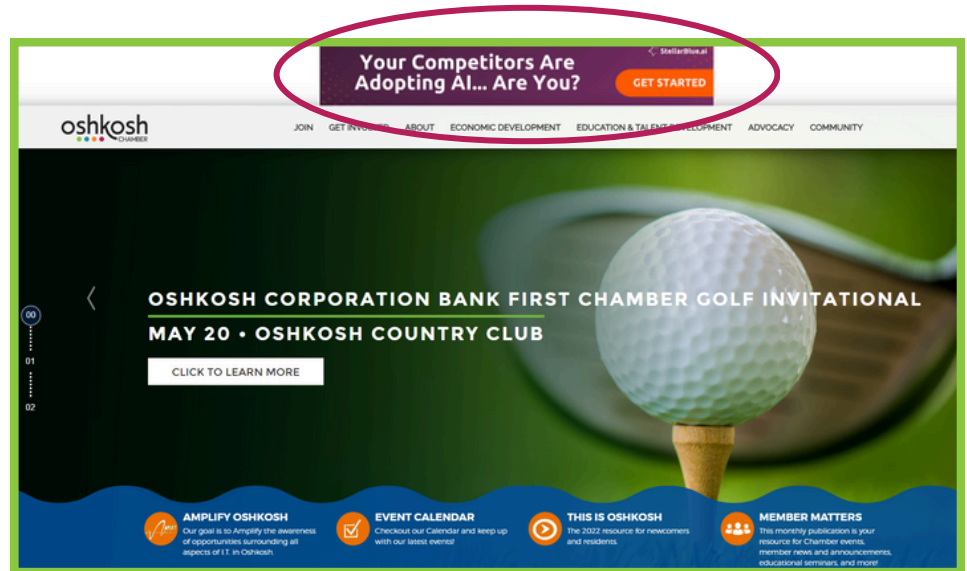 Your Competitors Are
Adopting AI... Are You?
StellarBlue.ai
GET STARTED
oshkosh
CHAMBER
JOIN GET INVOLVED ABOUT ECONOMIC DEVELOPMENT EDUCATION & TALENT DEVELOPMENT ADVOCACY COMMUNITY
OSHKOSH CORPORATION BANK FIRST CHAMBER GOLF INVITATIONAL
MAY 20 • OSHKOSH COUNTRY CLUB
CLICK TO LEARN MORE
00
01
02
AMPLIFY OSHKOSH
Our goal is to Amplify the awareness
of opportunities surrounding all
aspects of I.T. in Oshkosh.
EVENT CALENDAR
Checkout our Calendar and keep up
with our latest events!
THIS IS OSHKOSH
The 2022 resource for newcomers
and residents.
MEMBER MATTERS
This monthly publication is your
resource for Chamber events,
member news and announcements,
educational seminars, and more!